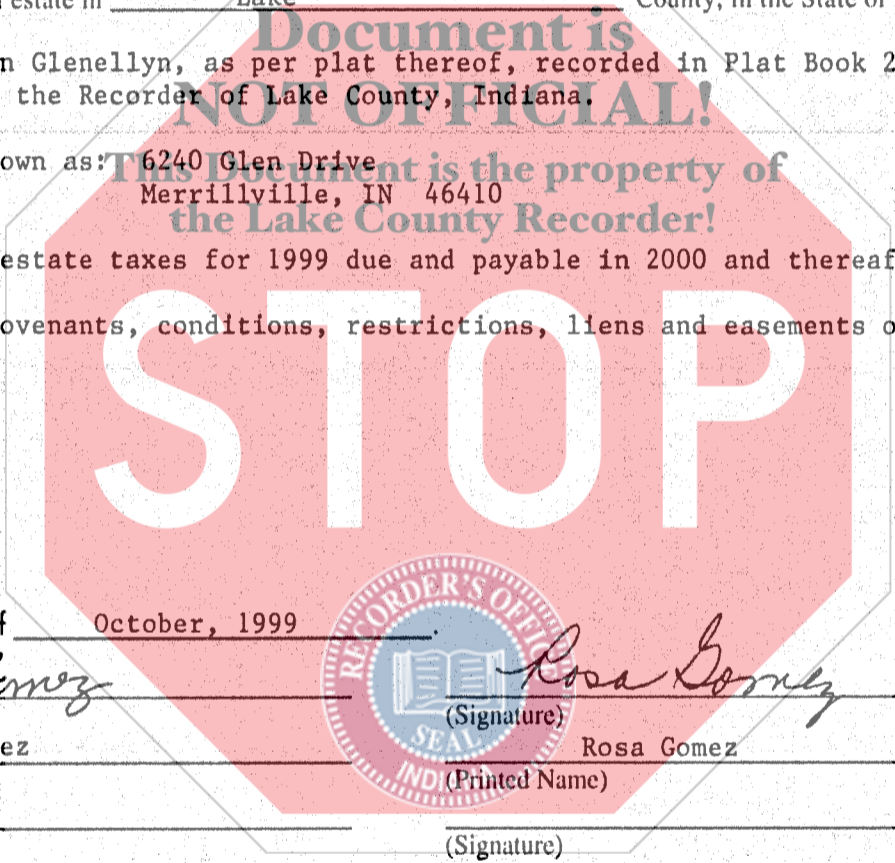 estate in Lake County, in the State of
Document is
n Glenellyn, as per plat thereof, recorded in Plat Book 2
the Recorder of Lake County, Indiana.
NOT OFFICIAL!
own as: 6240 Glen Drive
This Document is the property of
Merrillville, IN 46410
the Lake County Recorder!
estate taxes for 1999 due and payable in 2000 and thereaf
ovenants, conditions, restrictions, liens and easements o
STOP
RECORDER'S OFFICE
f October, 1999.
mez Rosa Gomez
(Signature)
SEAL
ez Rosa Gomez
INDIANA
(Printed Name)
(Signature)